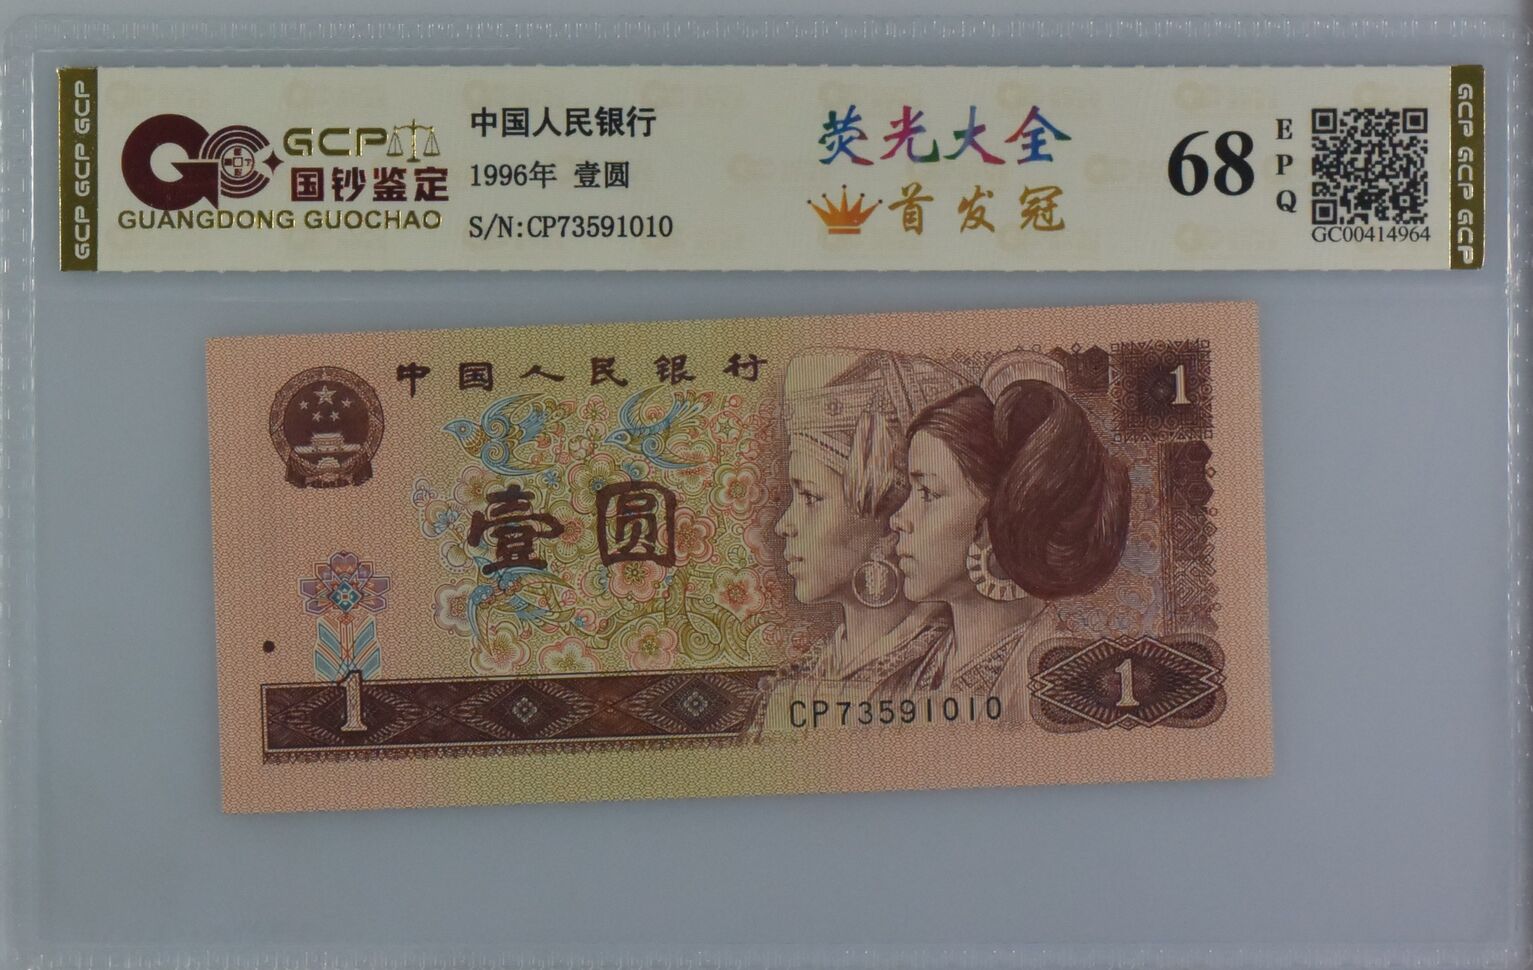 GCP GCP GCP
GCP
国钞鉴定
GUANGDONG GUOCHAO
中国人民银行
1996年 壹圆
S/N:CP73591010
荧光大全
首发冠
68
EPQ
GC00414964
GCP GCP GCP
中国人民银行
1
壹圆
1
1
CP73591010